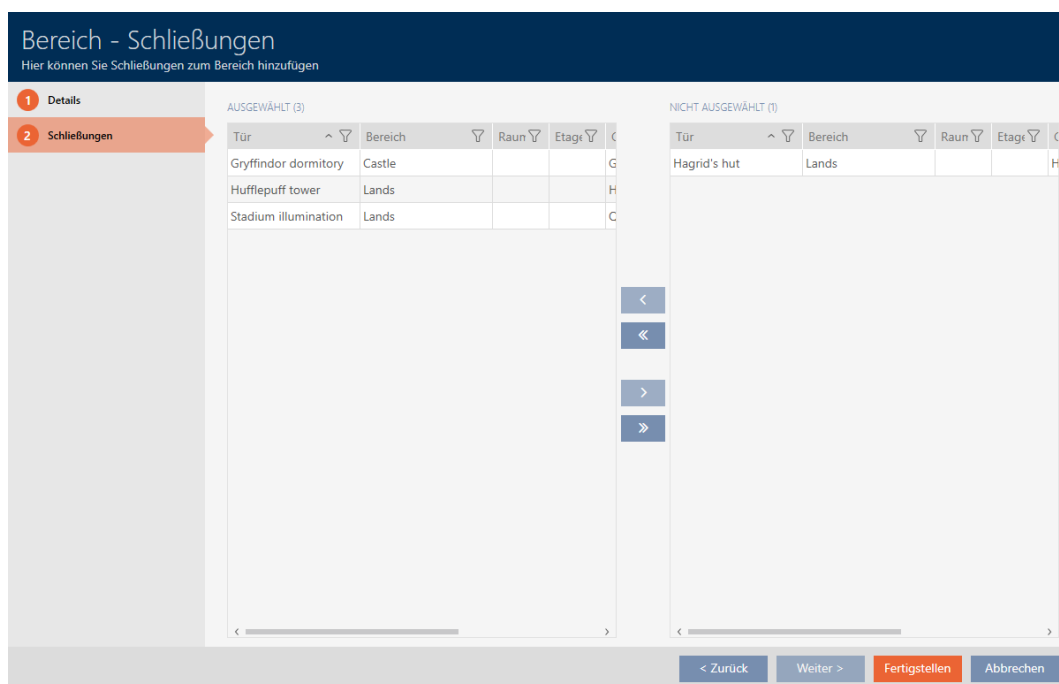 Bereich - Schließungen
Hier können Sie Schließungen zum Bereich hinzufügen
1 Details
2 Schließungen
AUSGEWÄHLT (3)
Tür Bereich Raum Etage
Gryffindor dormitory Castle G
Hufflepuff tower Lands H
Stadium illumination Lands
NICHT AUSGEWÄHLT (1)
Tür Bereich Raum Etage
Hagrid's hut Lands H
< Zurück Weiter > Fertigstellen Abbrechen